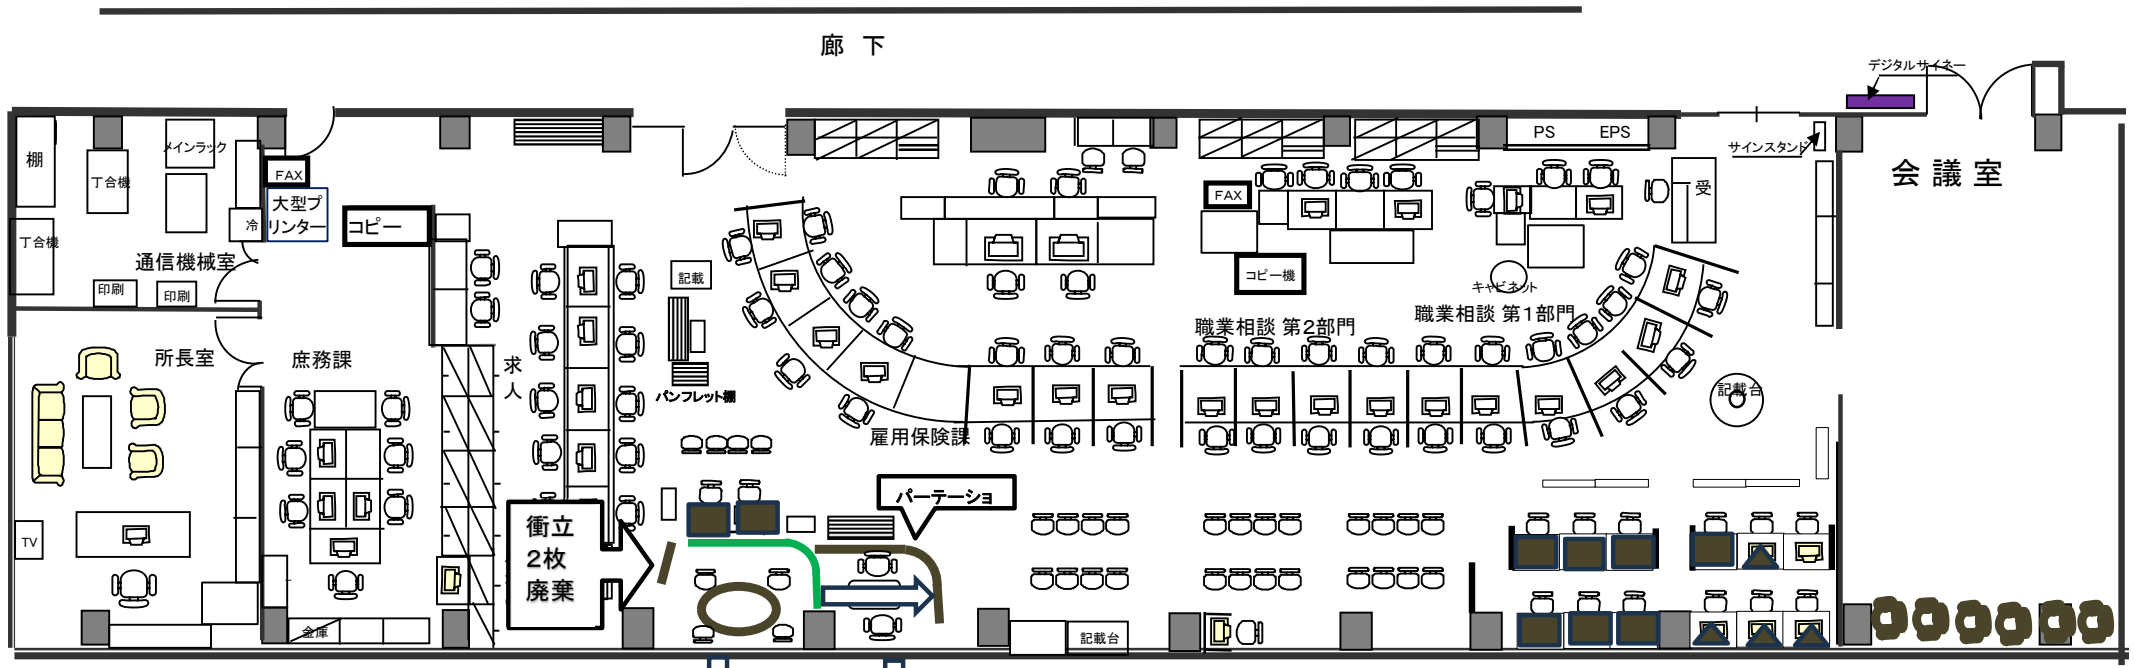 廊 下
デジタルサイネー
棚
丁合機
メインラック
FAX
大型プ
リンター
冷
コピー
丁合機
通信機械室
印刷
印刷
所長室
庶務課
TV
金庫
求
人
記載
パンフレット棚
衝立
2枚
廃棄
雇用保険課
パーテーショ
FAX
コピー機
職業相談 第2部門
PS
EPS
受
キャビネット
職業相談 第1部門
サインスタンド
会 議 室
記載台
記載台